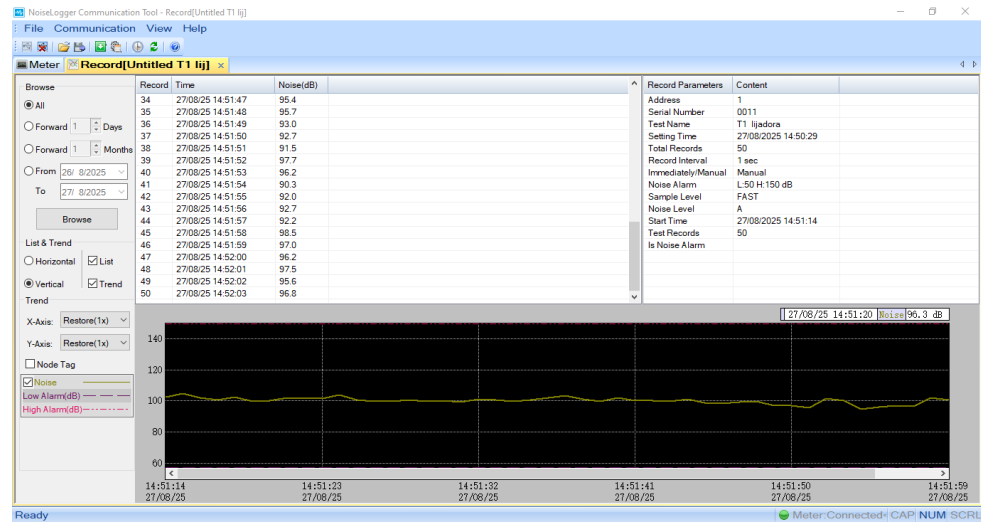 NoiseLogger Communication Tool - Record[Untitled T1 lij]
File Communication View Help
Meter Record[Untitled T1 lij] ×
Browse
All
Forward 1 Days
Forward 1 Months
From 26/ 8/2025
To 27/ 8/2025
Browse
List & Trend
Horizontal List
Vertical Trend
Trend
X-Axis: Restore(1x)
Y-Axis: Restore(1x)
Node Tag
Noise
Low Alarm(dB)
High Alarm(dB)
Record Time Noise(dB)
34 27/08/25 14:51:47 95.4
35 27/08/25 14:51:48 95.7
36 27/08/25 14:51:49 93.0
37 27/08/25 14:51:50 92.7
38 27/08/25 14:51:51 91.5
39 27/08/25 14:51:52 97.7
40 27/08/25 14:51:53 96.2
41 27/08/25 14:51:54 90.3
42 27/08/25 14:51:55 92.0
43 27/08/25 14:51:56 92.7
44 27/08/25 14:51:57 92.2
45 27/08/25 14:51:58 98.5
46 27/08/25 14:51:59 97.0
47 27/08/25 14:52:00 96.2
48 27/08/25 14:52:01 97.5
49 27/08/25 14:52:02 95.6
50 27/08/25 14:52:03 96.8
Record Parameters Content
Address 1
Serial Number 0011
Test Name T1 lijadora
Setting Time 27/08/2025 14:50:29
Total Records 50
Record Interval 1 sec
Immediately/Manual Manual
Noise Alarm L:50 H:150 dB
Sample Level FAST
Noise Level A
Start Time 27/08/2025 14:51:14
Test Records 50
Is Noise Alarm
27/08/25 14:51:20 Noise 96.3 dB
140
120
100
80
60
14:51:14 14:51:23 14:51:32 14:51:41 14:51:50 14:51:59
27/08/25 27/08/25 27/08/25 27/08/25 27/08/25 27/08/25
Ready Meter:Connected CAP NUM SCRL